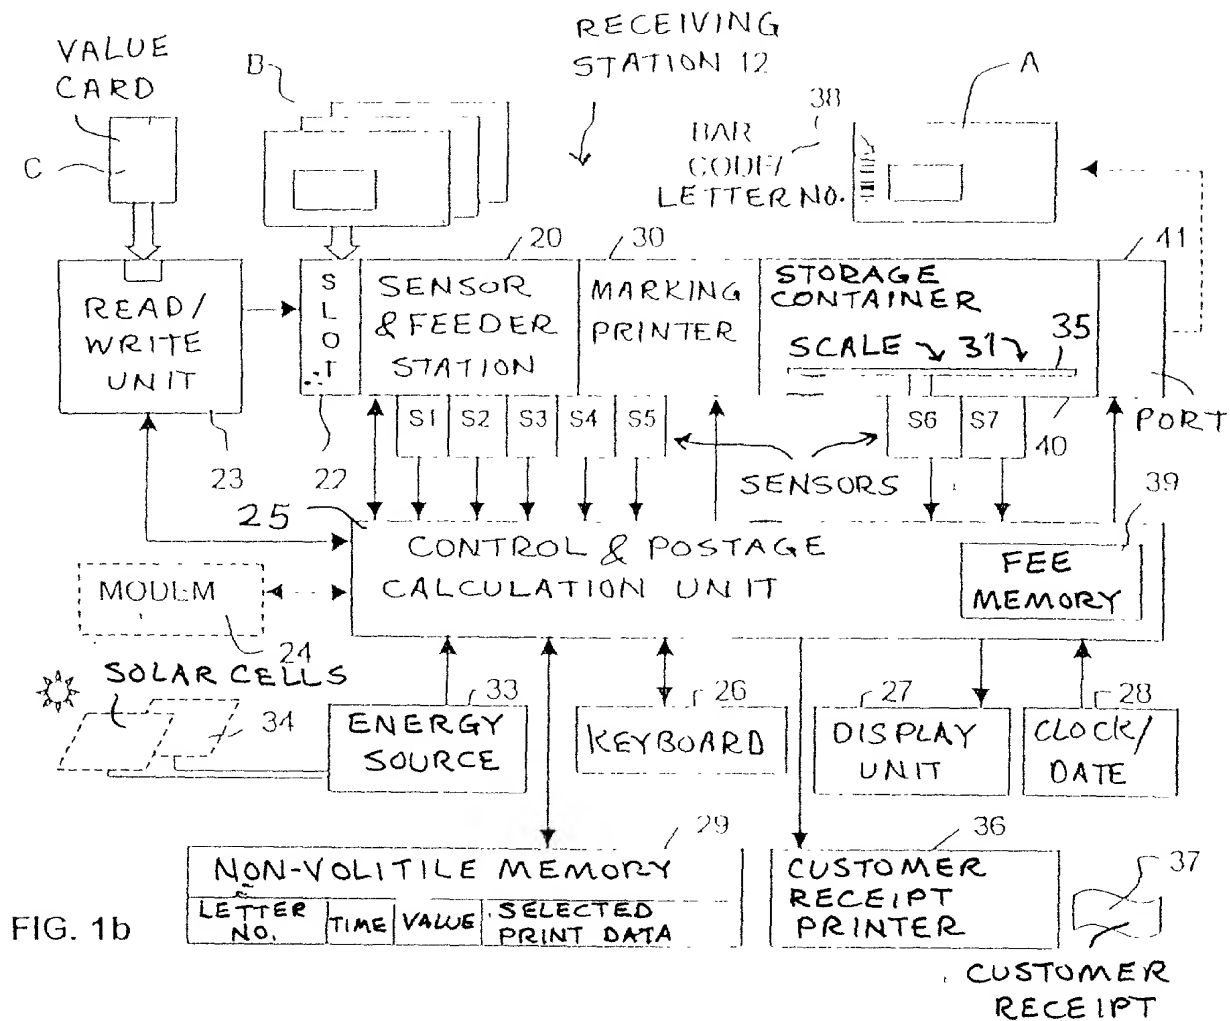 VALUE
CARD
C
B
RECEIVING
STATION 12
A
38
BAR
CODE/
LETTER NO.
20
30
41
READ/
WRITE
UNIT
SLOT
SENSOR
& FEEDER
STATION
MARKING
PRINTER
STORAGE
CONTAINER
SCALE 31
35
PORT
23
22
S1 S2 S3 S4 S5
S6 S7
40
SENSORS
39
25
CONTROL & POSTAGE
CALCULATION UNIT
FEE
MEMORY
MODEM
24
SOLAR CELLS
34
33
ENERGY
SOURCE
26
KEYBOARD
27
DISPLAY
UNIT
28
CLOCK/
DATE
29
NON-VOLITILE MEMORY
LETTER
NO.
TIME
VALUE
SELECTED
PRINT DATA
36
CUSTOMER
RECEIPT
PRINTER
37
CUSTOMER
RECEIPT
FIG. 1b